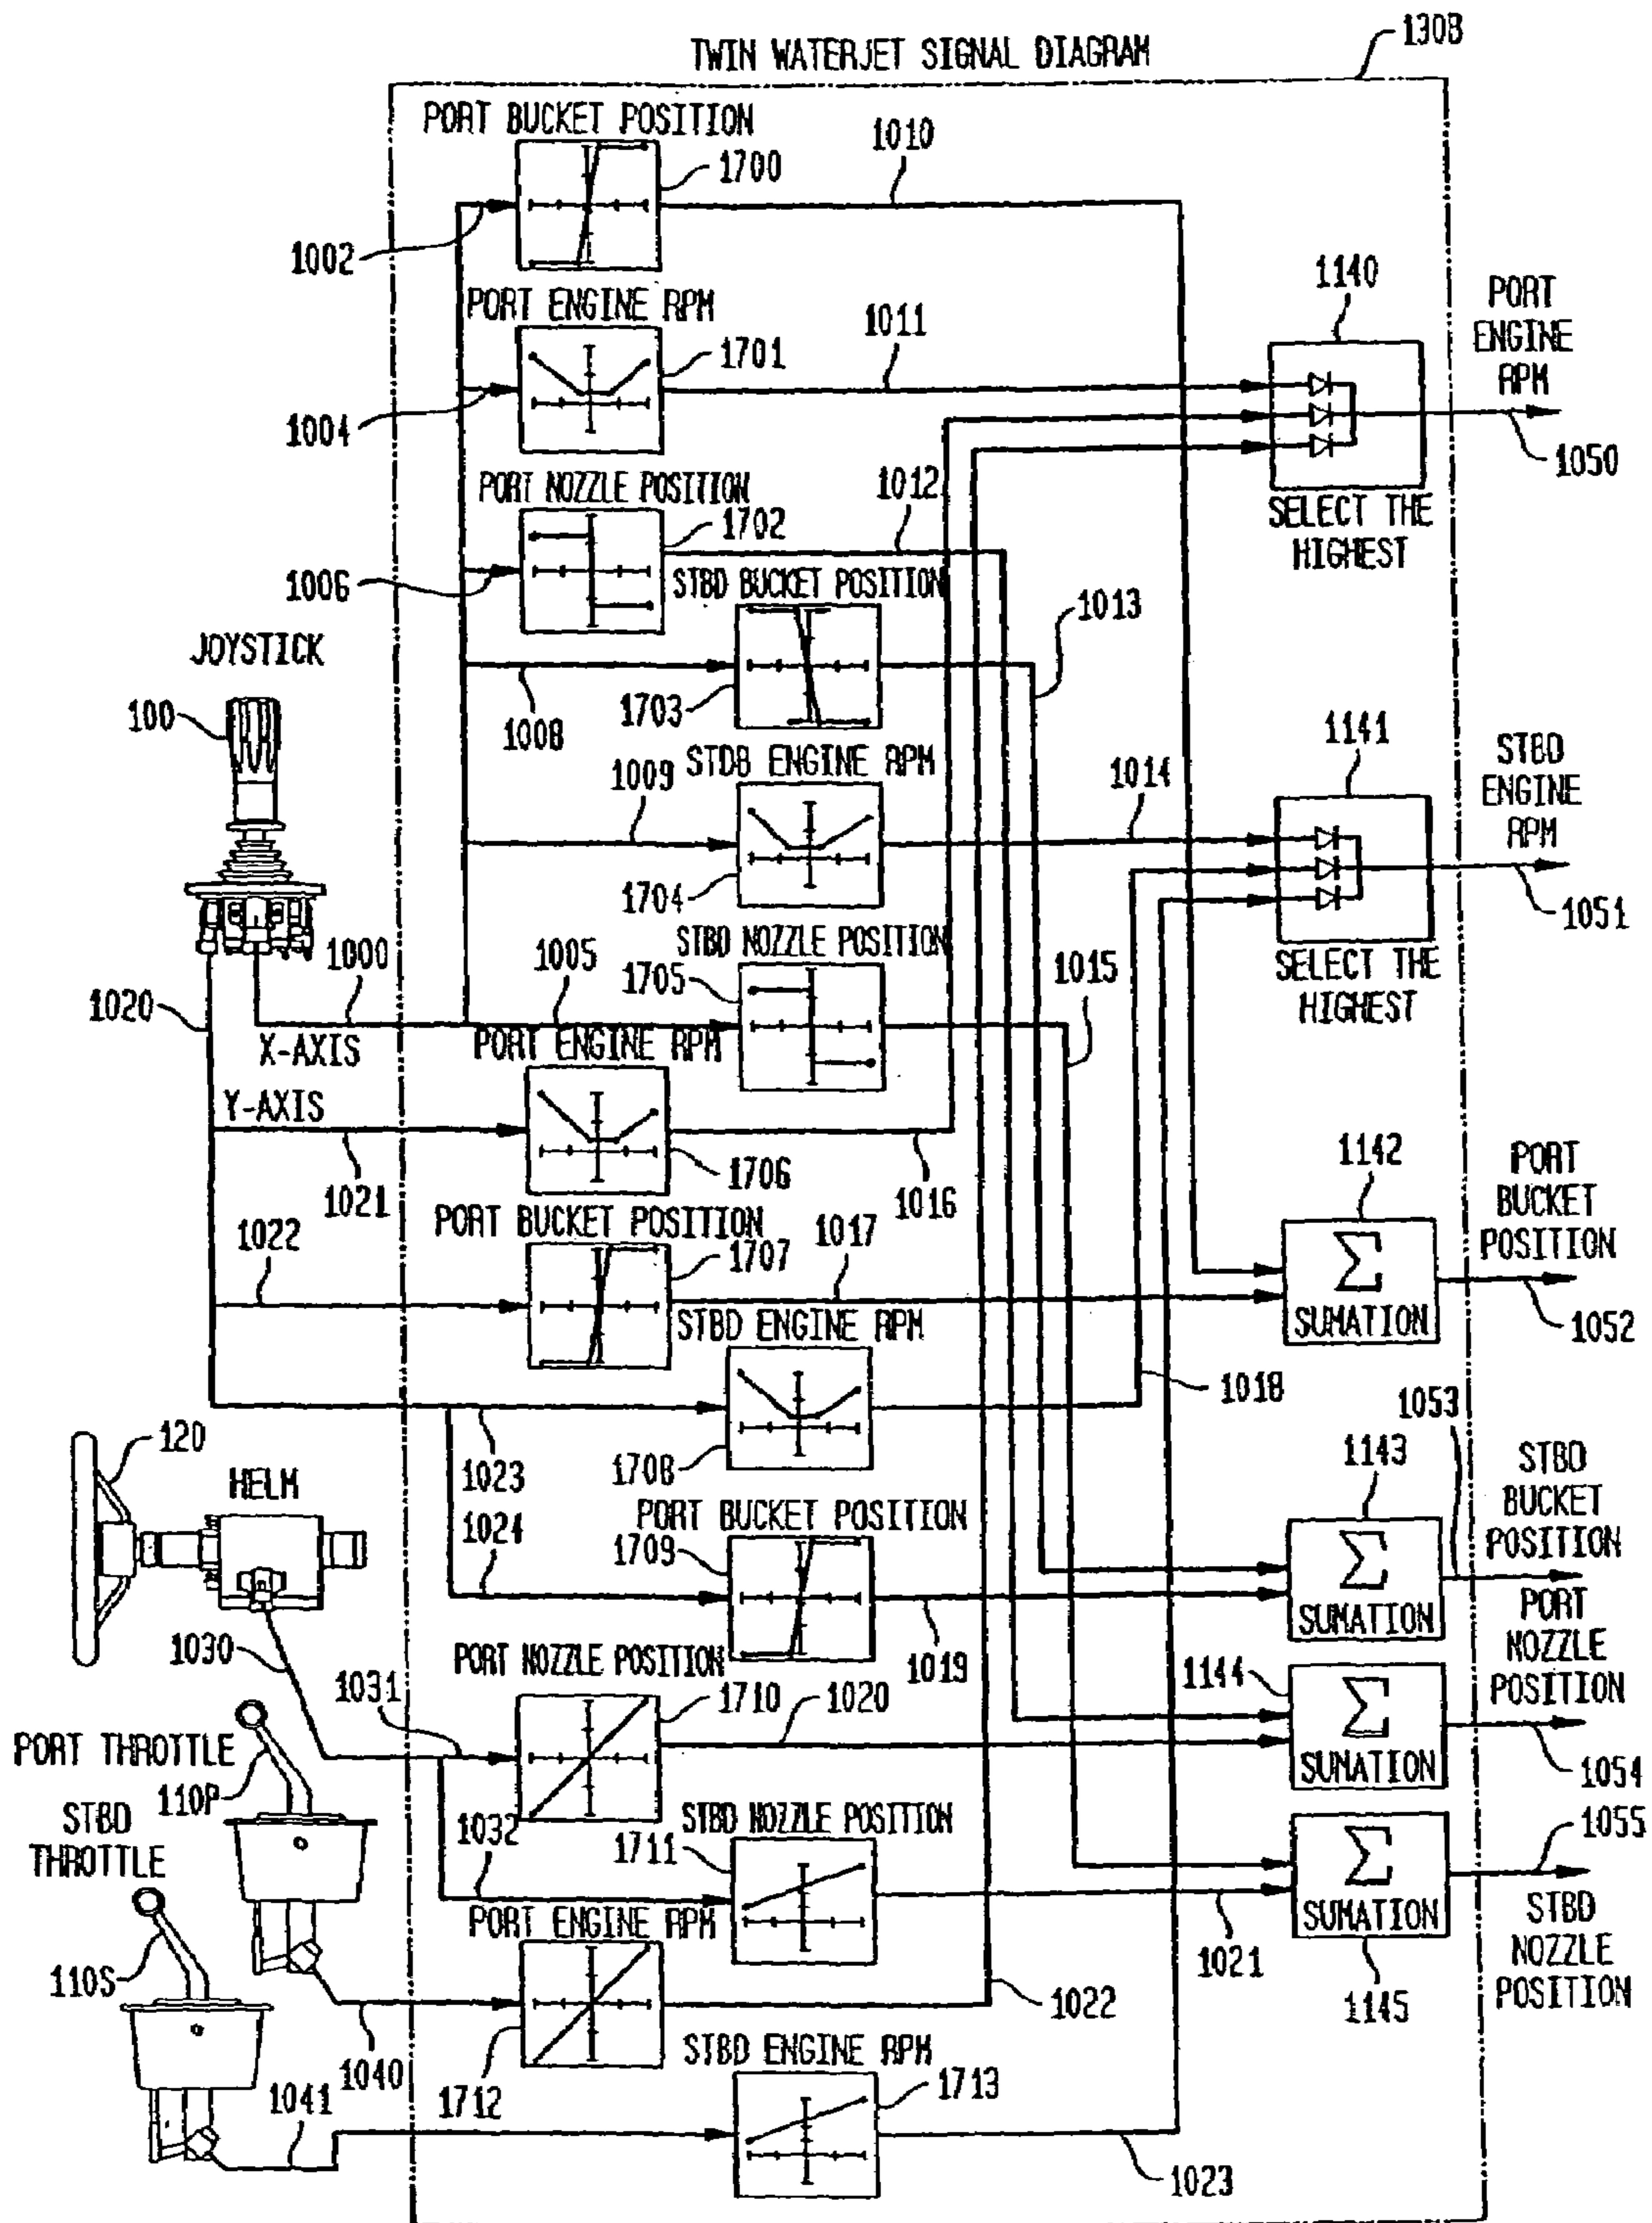 TWIN WATERJET SIGNAL DIAGRAM
1308
PORT BUCKET POSITION
1700
1010
1002
PORT ENGINE RPM
1701
1011
1004
1140
PORT
ENGINE
RPM
1050
SELECT THE
HIGHEST
PORT NOZZLE POSITION
1702
1012
1006
STBD BUCKET POSITION
1013
1703
1008
JOYSTICK
100
STDB ENGINE RPM
1009
1704
1014
1141
STBD
ENGINE
RPM
1051
SELECT THE
HIGHEST
STBD NOZZLE POSITION
1705
1005
1015
1000
1020
X-AXIS
PORT ENGINE RPM
Y-AXIS
1706
1021
1016
PORT BUCKET POSITION
1707
1017
1022
1142
Σ
SUMATION
PORT
BUCKET
POSITION
1052
STBD ENGINE RPM
1018
1708
1023
120
HELM
1024
PORT BUCKET POSITION
1709
1019
1143
Σ
SUMATION
1053
STBD
BUCKET
POSITION
1030
1031
PORT NOZZLE POSITION
1710
1020
1144
Σ
SUMATION
PORT
NOZZLE
POSITION
1054
PORT THROTTLE
110P
STBD
THROTTLE
110S
1032
STBD NOZZLE POSITION
1711
1021
Σ
SUMATION
1145
1055
STBD
NOZZLE
POSITION
PORT ENGINE RPM
1712
1040
1022
STBD ENGINE RPM
1713
1041
1023